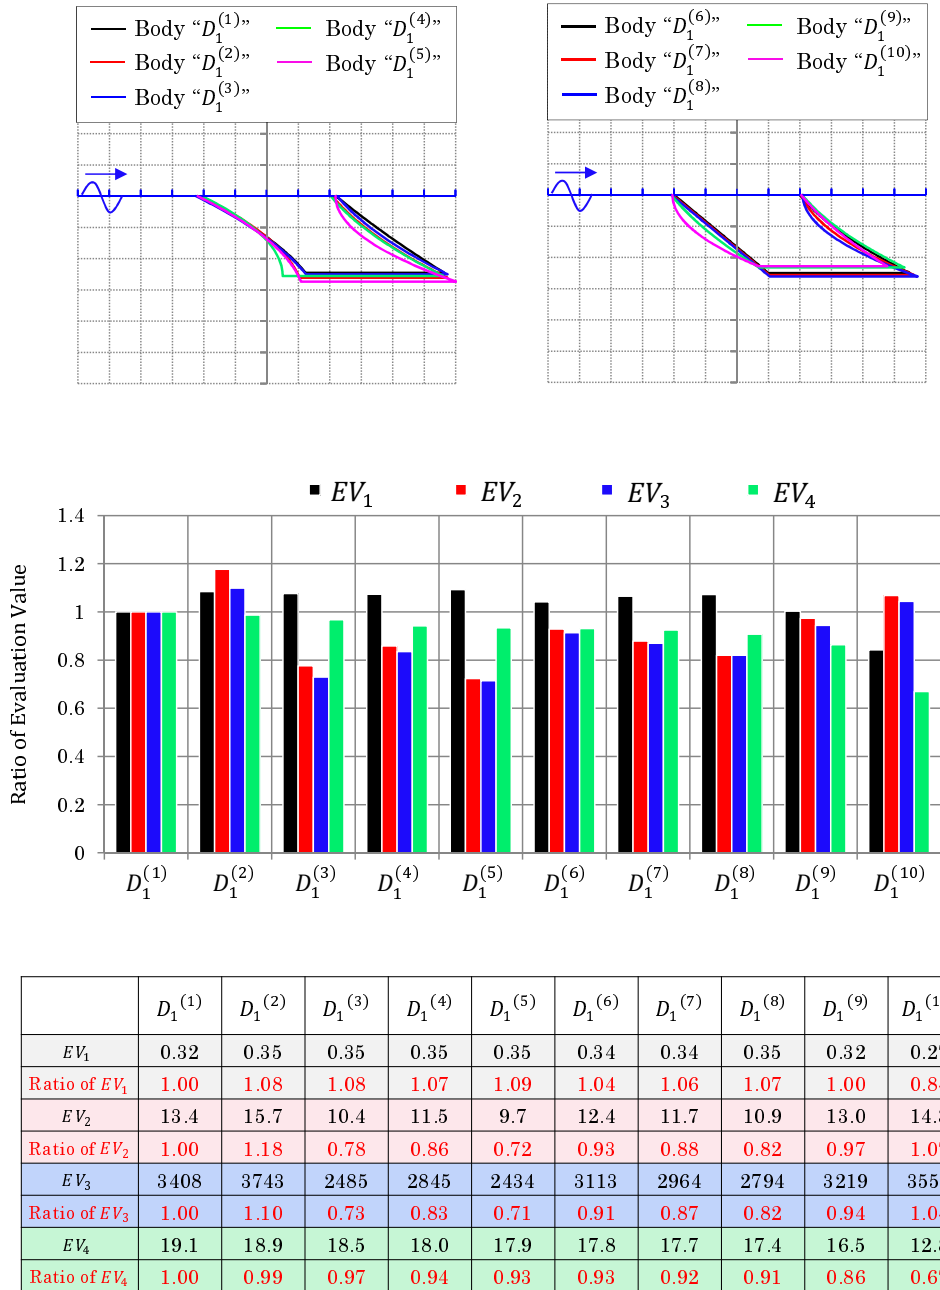 Body “D₁⁽¹⁾” Body “D₁⁽⁴⁾”
Body “D₁⁽²⁾” Body “D₁⁽⁵⁾”
Body “D₁⁽³⁾”
Body “D₁⁽⁶⁾” Body “D₁⁽⁹⁾”
Body “D₁⁽⁷⁾” Body “D₁⁽¹⁰⁾”
Body “D₁⁽⁸⁾”
EV₁ EV₂ EV₃ EV₄
Ratio of Evaluation Value
1.4
1.2
1
0.8
0.6
0.4
0.2
0
D₁⁽¹⁾ D₁⁽²⁾ D₁⁽³⁾ D₁⁽⁴⁾ D₁⁽⁵⁾ D₁⁽⁶⁾ D₁⁽⁷⁾ D₁⁽⁸⁾ D₁⁽⁹⁾ D₁⁽¹⁰⁾
D₁⁽¹⁾ D₁⁽²⁾ D₁⁽³⁾ D₁⁽⁴⁾ D₁⁽⁵⁾ D₁⁽⁶⁾ D₁⁽⁷⁾ D₁⁽⁸⁾ D₁⁽⁹⁾
EV₁ 0.32 0.35 0.35 0.35 0.35 0.34 0.34 0.35 0.32
Ratio of EV₁ 1.00 1.08 1.08 1.07 1.09 1.04 1.06 1.07 1.00
EV₂ 13.4 15.7 10.4 11.5 9.7 12.4 11.7 10.9 13.0
Ratio of EV₂ 1.00 1.18 0.78 0.86 0.72 0.93 0.88 0.82 0.97
EV₃ 3408 3743 2485 2845 2434 3113 2964 2794 3219
Ratio of EV₃ 1.00 1.10 0.73 0.83 0.71 0.91 0.87 0.82 0.94
EV₄ 19.1 18.9 18.5 18.0 17.9 17.8 17.7 17.4 16.5
Ratio of EV₄ 1.00 0.99 0.97 0.94 0.93 0.93 0.92 0.91 0.86